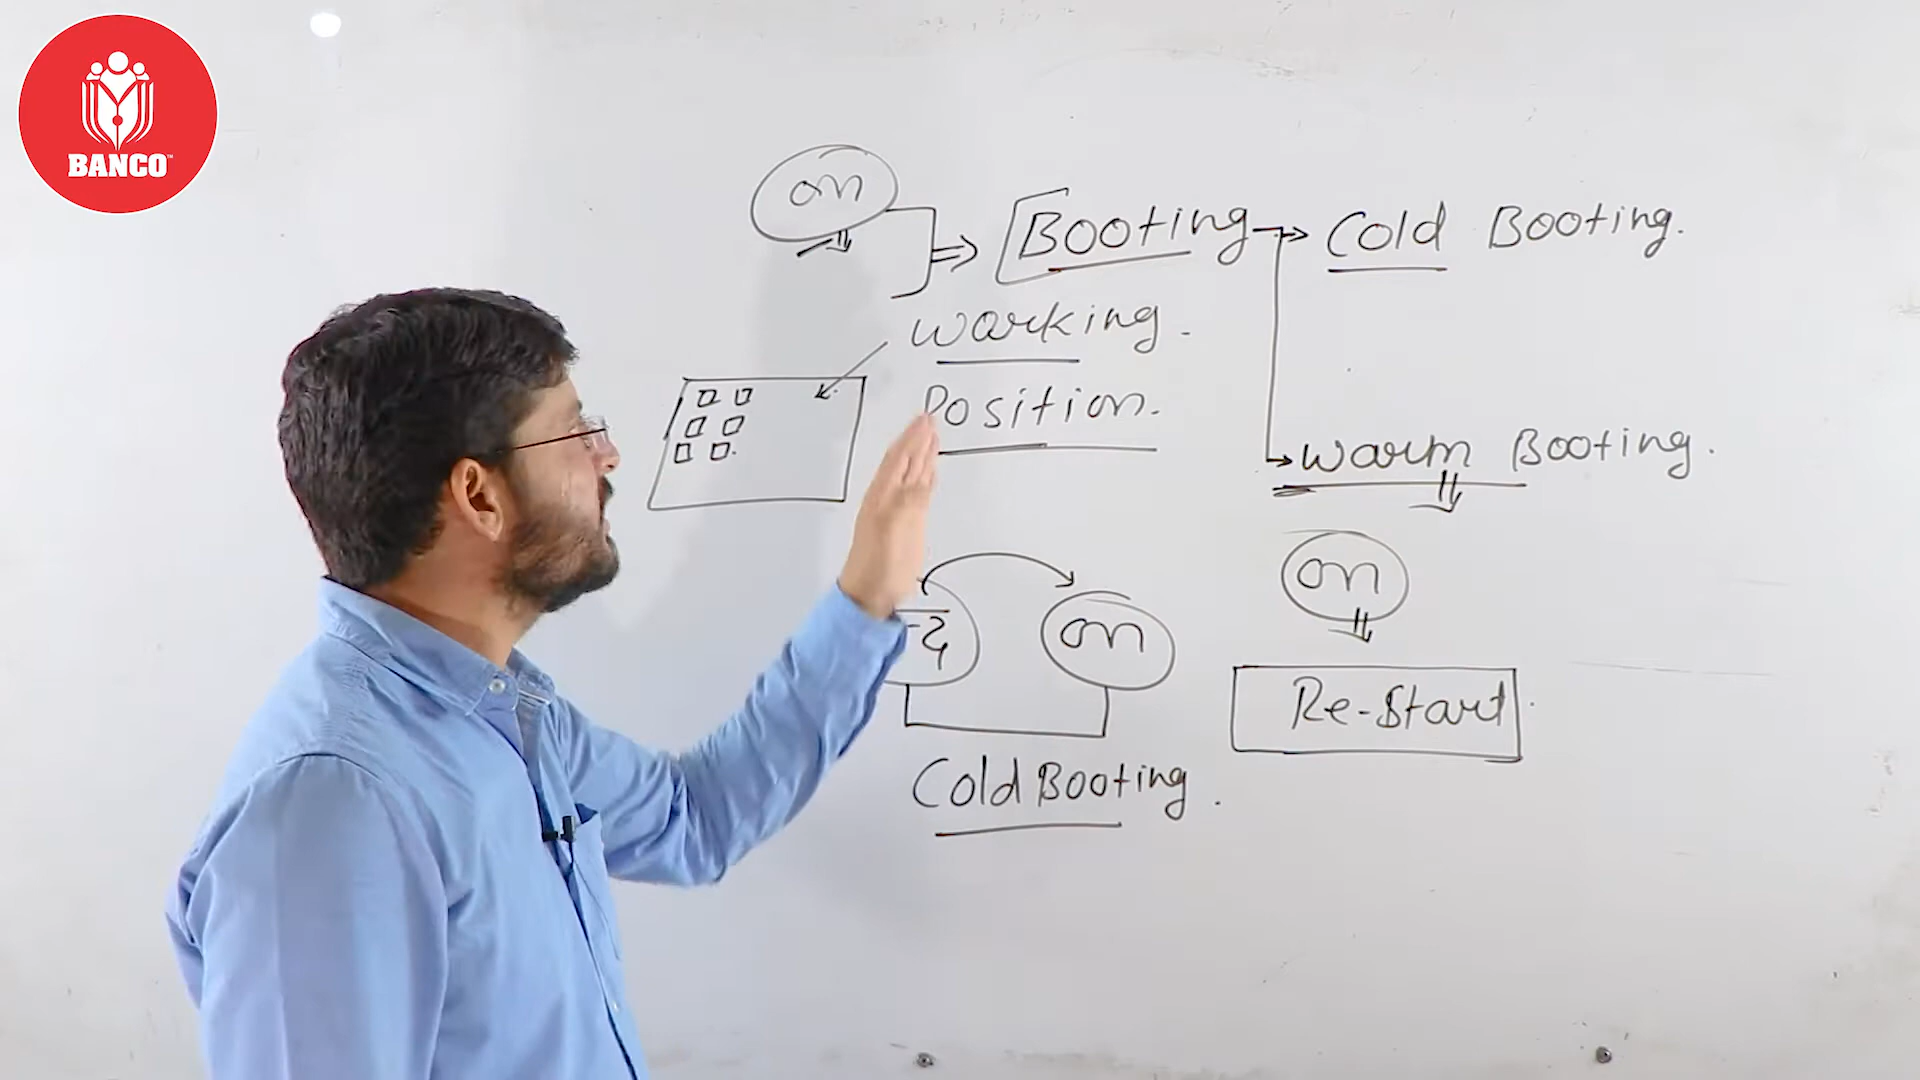 BANCO
on
Booting
Cold Booting.
Working.
Position.
Warm Booting.
on
on
Re-Start
Cold Booting.